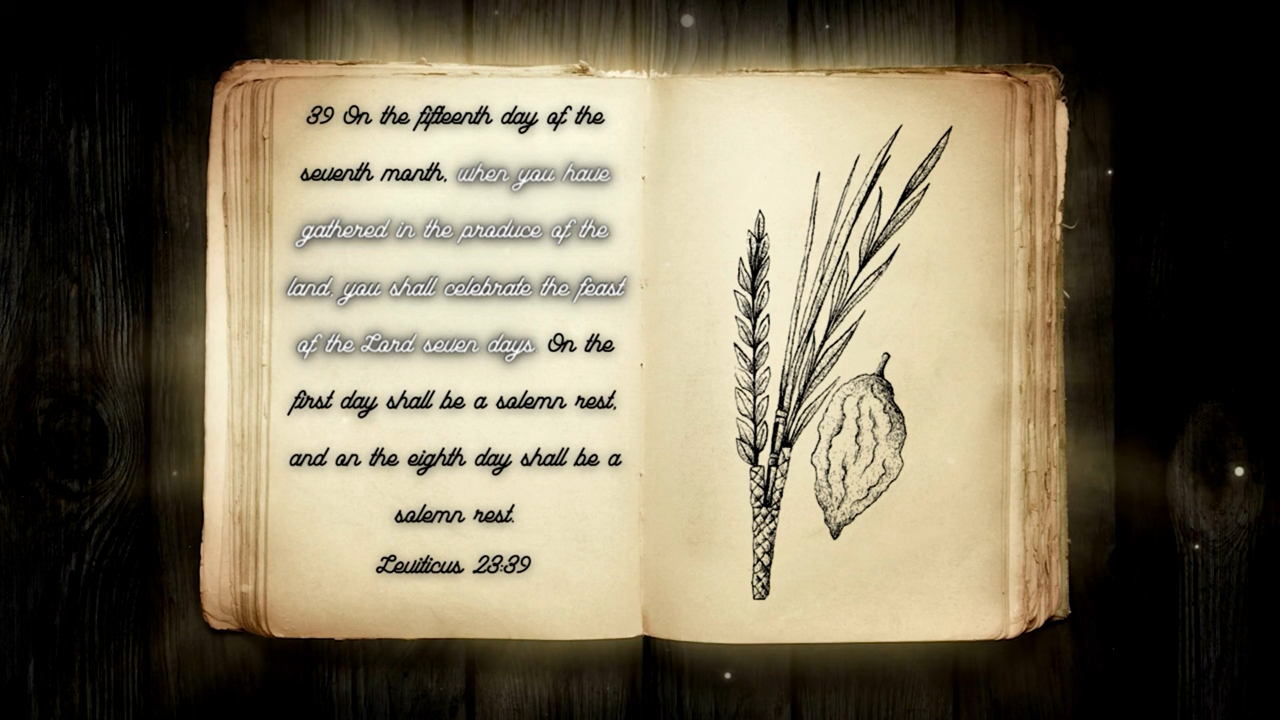 39 On the fifteenth day of the
seventh month, when you have
gathered in the produce of the
land, you shall celebrate the feast
of the Lord seven days. On the
first day shall be a solemn rest,
and on the eighth day shall be a
solemn rest.
Leviticus 23:39